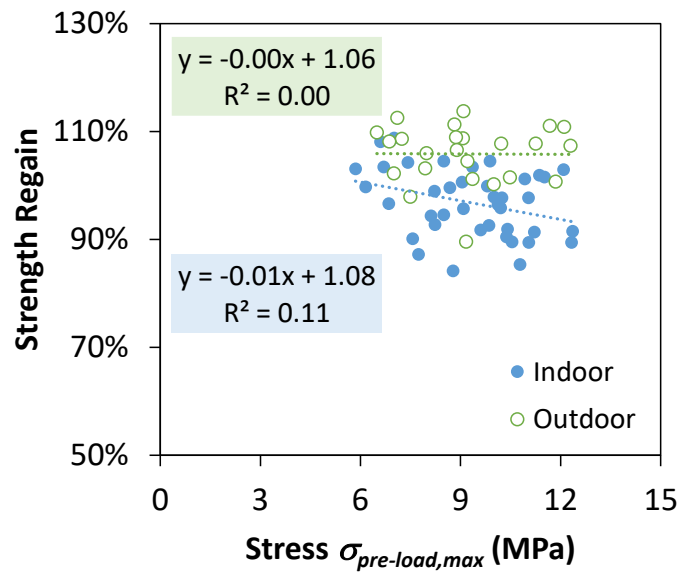 130%
y = -0.00x + 1.06
R² = 0.00
110%
Strength Regain
90%
y = -0.01x + 1.08
R² = 0.11
70%
Indoor
Outdoor
50%
0 3 6 9 12 15
Stress σpre-load,max (MPa)